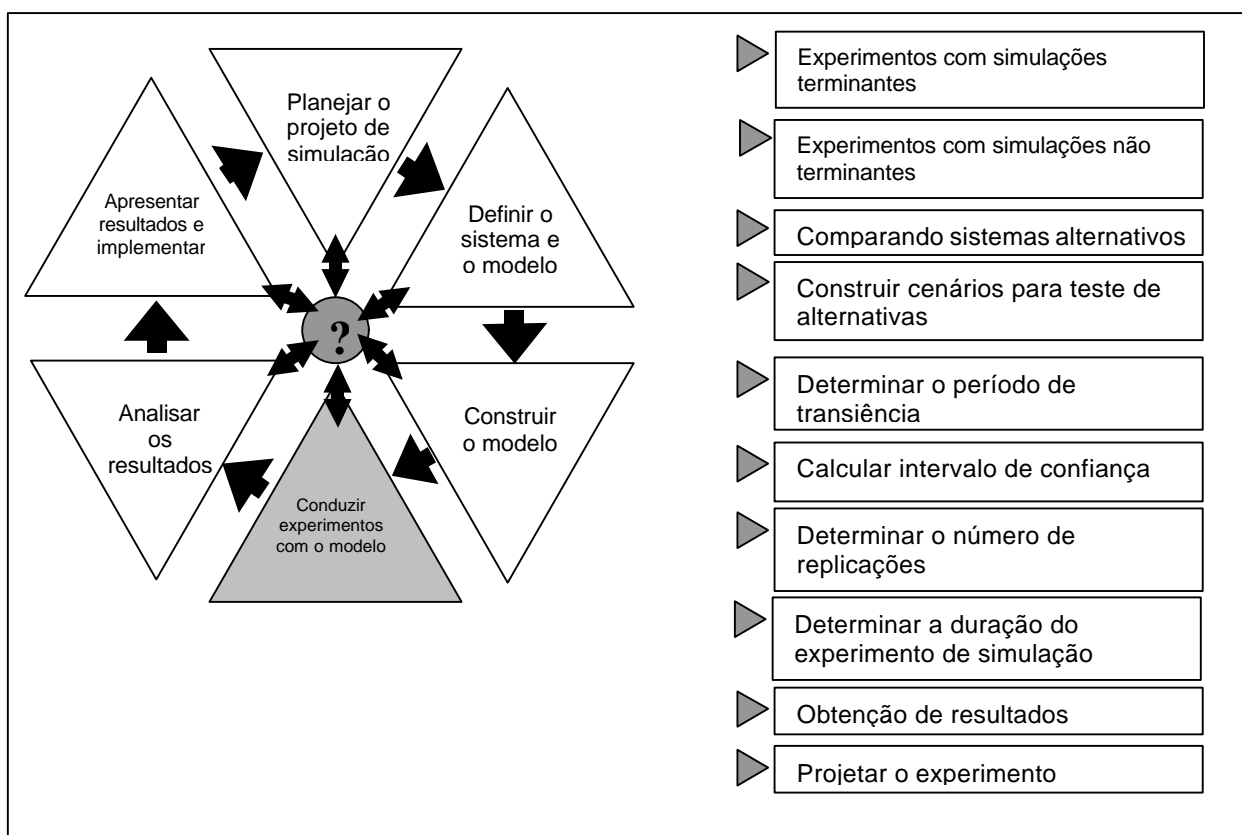 Planejar o
projeto de
simulação
Apresentar
resultados e
implementar
Definir o
sistema e
o modelo
?
Analisar
os
resultados
Construir
o modelo
Conduzir
experimentos
com o modelo
Experimentos com simulações
terminantes
Experimentos com simulações não
terminantes
Comparando sistemas alternativos
Construir cenários para teste de
alternativas
Determinar o período de
transiência
Calcular intervalo de confiança
Determinar o número de
replicações
Determinar a duração do
experimento de simulação
Obtenção de resultados
Projetar o experimento